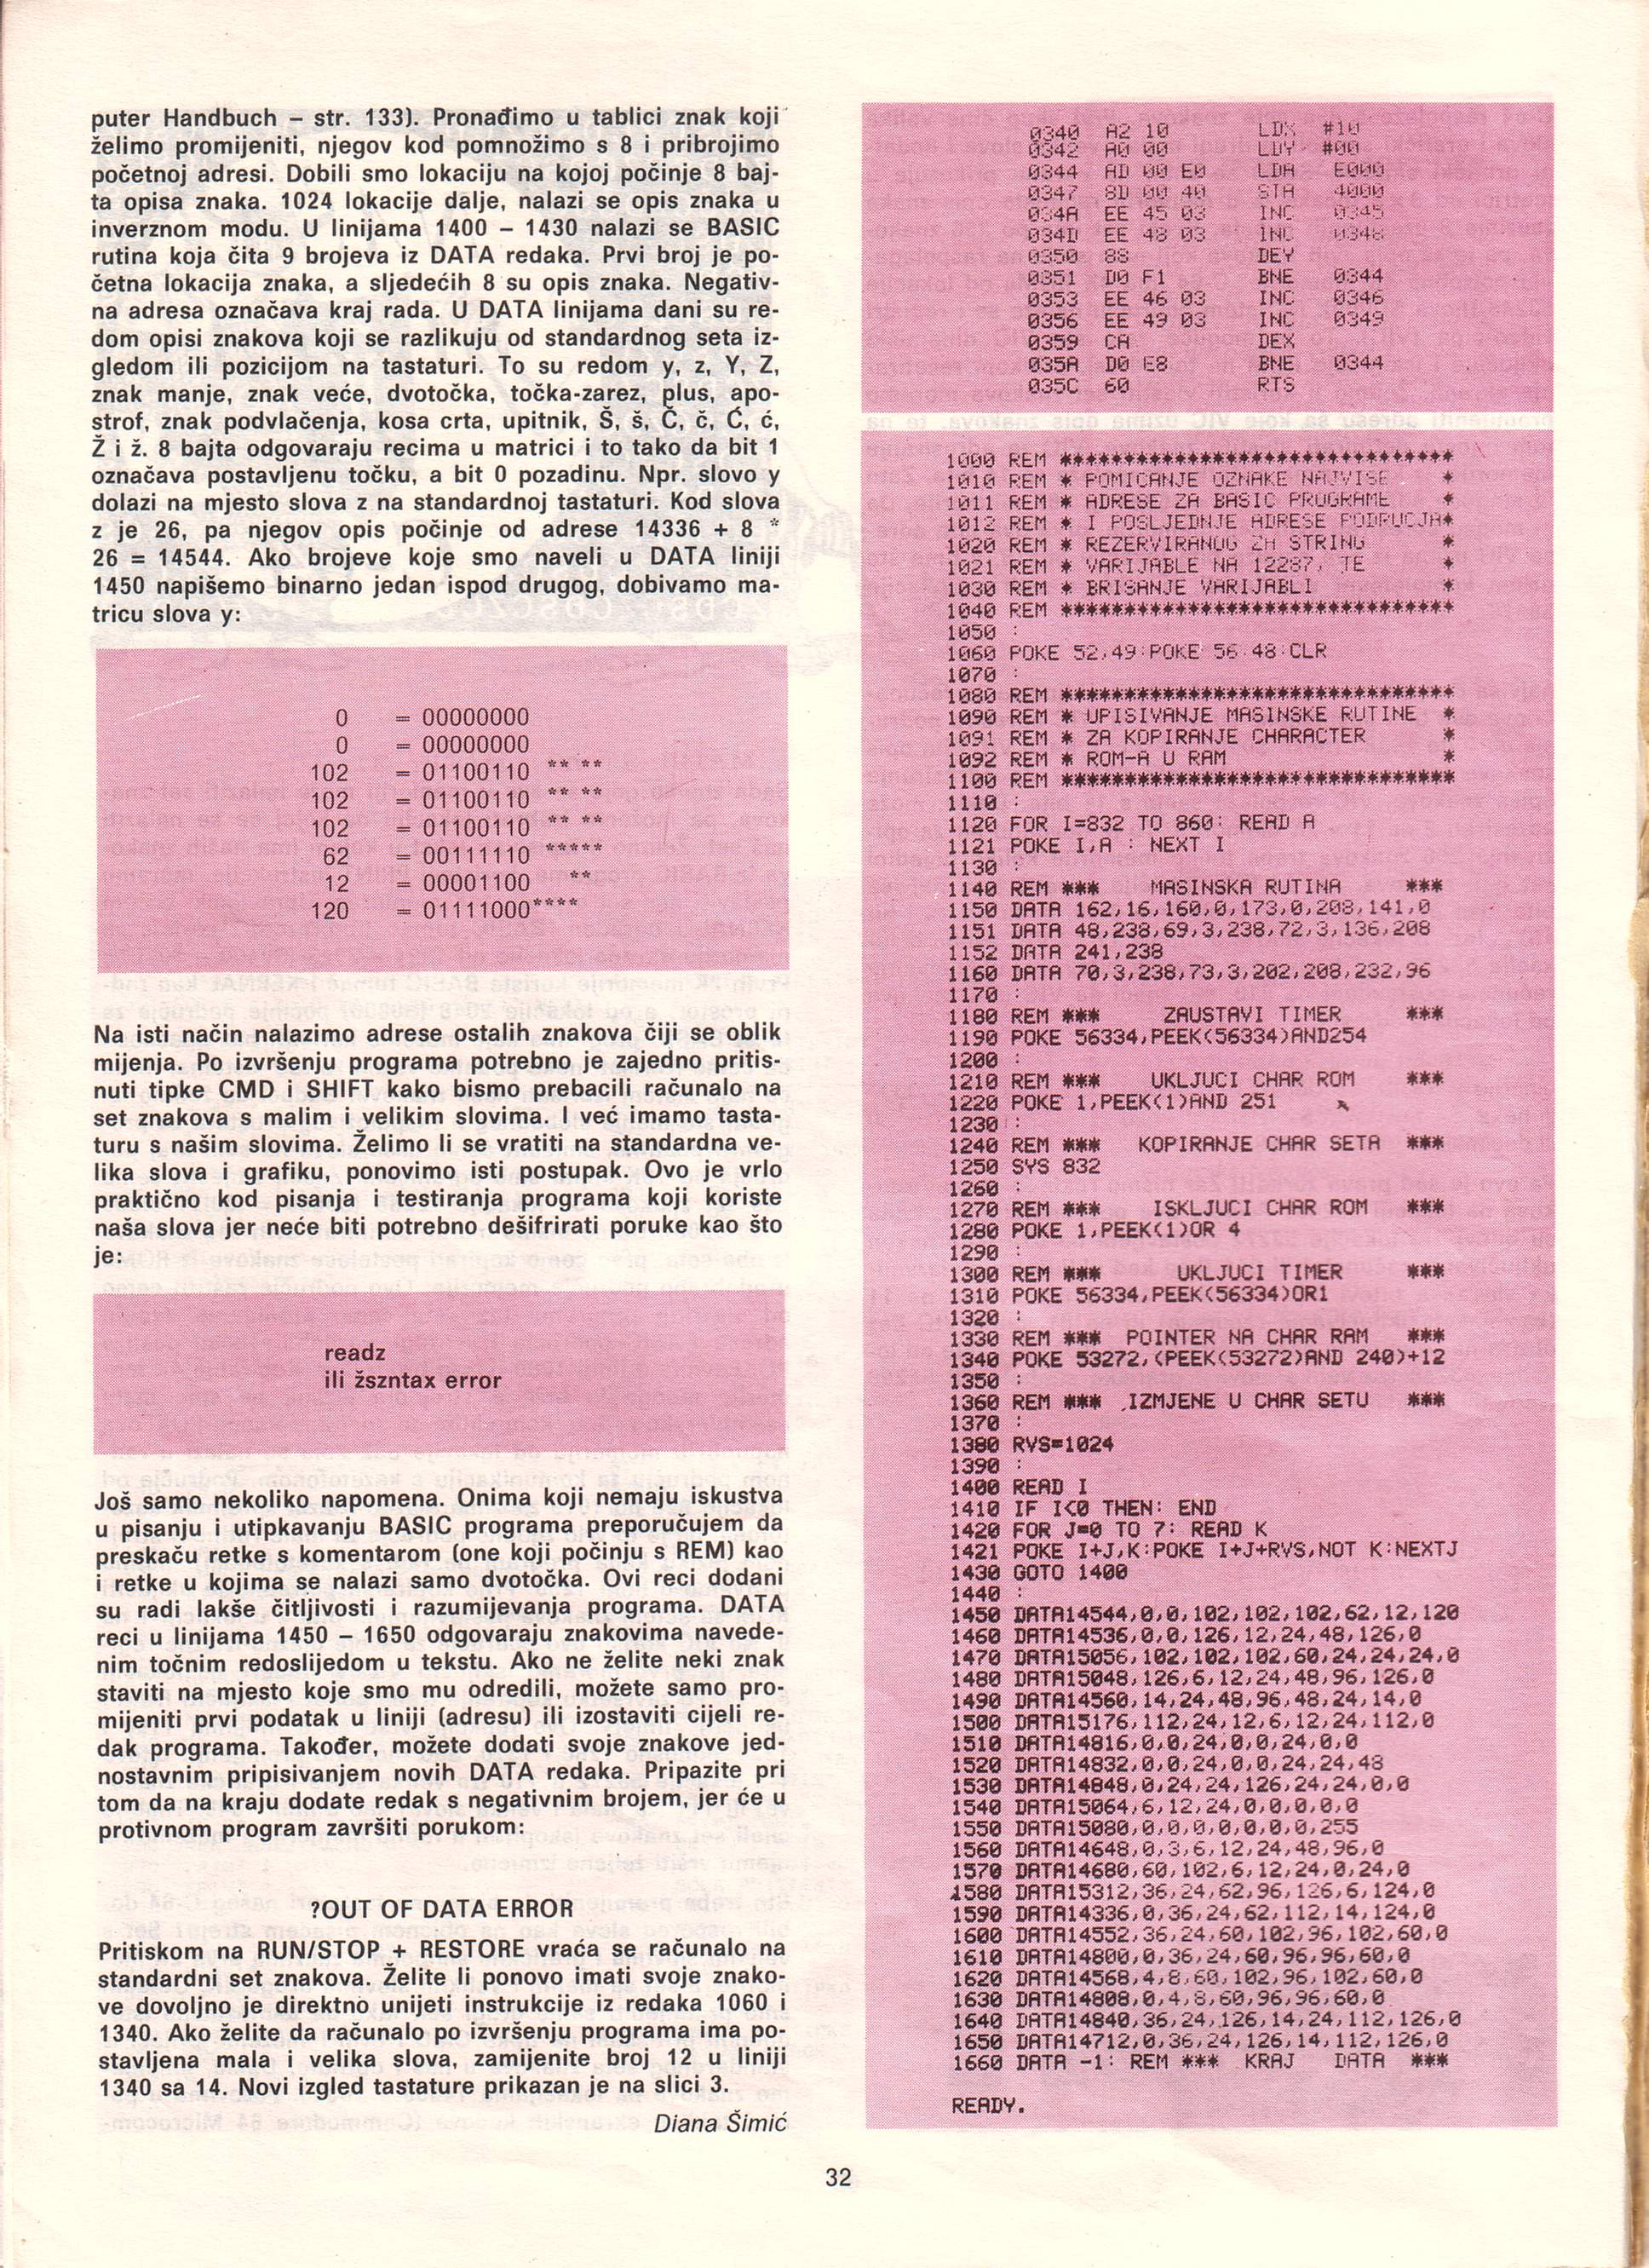 puter Handbuch – str. 133). Pronađimo u tablici znak koji
želimo promijeniti, njegov kod pomnožimo s 8 i pribrojimo
početnoj adresi. Dobili smo lokaciju na kojoj počinje 8 baj-
ta opisa znaka. 1024 lokacije dalje, nalazi se opis znaka u
inverznom modu. U linijama 1400 – 1430 nalazi se BASIC
rutina koja čita 9 brojeva iz DATA redaka. Prvi broj je po-
četna lokacija znaka, a sljedećih 8 su opis znaka. Negativ-
na adresa označava kraj rada. U DATA linijama dani su re-
dom opisi znakova koji se razlikuju od standardnog seta iz-
gledom ili pozicijom na tastaturi. To su redom y, z, Y, Z,
znak manje, znak veće, dvotočka, točka-zarez, plus, apo-
strof, znak podvlačenja, kosa crta, upitnik, Š, š, Č, č, Ć, ć,
Ž i ž. 8 bajta odgovaraju recima u matrici i to tako da bit 1
označava postavljenu točku, a bit 0 pozadinu. Npr. slovo y
dolazi na mjesto slova z na standardnoj tastaturi. Kod slova
z je 26, pa njegov opis počinje od adrese 14336 + 8 *
26 = 14544. Ako brojeve koje smo naveli u DATA liniji
1450 napišemo binarno jedan ispod drugog, dobivamo ma-
tricu slova y:
0 = 00000000
0 = 00000000
102 = 01100110 ** **
102 = 01100110 ** **
102 = 01100110 ** **
62 = 00111110 *****
12 = 00001100 **
120 = 01111000****
Na isti način nalazimo adrese ostalih znakova čiji se oblik
mijenja. Po izvršenju programa potrebno je zajedno pritis-
nuti tipke CMD i SHIFT kako bismo prebacili računalo na
set znakova s malim i velikim slovima. I već imamo tasta-
turu s našim slovima. Želimo li se vratiti na standardna ve-
lika slova i grafiku, ponovimo isti postupak. Ovo je vrlo
praktično kod pisanja i testiranja programa koji koriste
naša slova jer neće biti potrebno dešifrirati poruke kao što
je:
readz
ili žszntax error
Još samo nekoliko napomena. Onima koji nemaju iskustva
u pisanju i utipkavanju BASIC programa preporučujem da
preskaču retke s komentarom (one koji počinju s REM) kao
i retke u kojima se nalazi samo dvotočka. Ovi reci dodani
su radi lakše čitljivosti i razumijevanja programa. DATA
reci u linijama 1450 – 1650 odgovaraju znakovima navede-
nim točnim redoslijedom u tekstu. Ako ne želite neki znak
staviti na mjesto koje smo mu odredili, možete samo pro-
mijeniti prvi podatak u liniji (adresu) ili izostaviti cijeli re-
dak programa. Također, možete dodati svoje znakove jed-
nostavnim pripisivanjem novih DATA redaka. Pripazite pri
tom da na kraju dodate redak s negativnim brojem, jer će u
protivnom program završiti porukom:
?OUT OF DATA ERROR
Pritiskom na RUN/STOP + RESTORE vraća se računalo na
standardni set znakova. Želite li ponovo imati svoje znako-
ve dovoljno je direktno unijeti instrukcije iz redaka 1060 i
1340. Ako želite da računalo po izvršenju programa ima po-
stavljena mala i velika slova, zamijenite broj 12 u liniji
1340 sa 14. Novi izgled tastature prikazan je na slici 3.
Diana Šimić
0340 A2 10 LDX #10
0342 A0 00 LDY #00
0344 AD 00 E0 LDA E000
0347 8D 00 40 STA 4000
034A EE 45 03 INC 0345
034D EE 48 03 INC 0348
0350 88 DEY
0351 D0 F1 BNE 0344
0353 EE 46 03 INC 0346
0356 EE 49 03 INC 0349
0359 CA DEX
035A D0 E8 BNE 0344
035C 60 RTS
1000 REM *******************************
1010 REM * POMICANJE OZNAKE NAJVISE *
1011 REM * ADRESE ZA BASIC PROGRAME *
1012 REM * I POSLJEDNJE ADRESE PODRUCJA*
1020 REM * REZERVIRANOG ZA STRING *
1021 REM * VARIJABLE NA 12287, TE *
1030 REM * BRISANJE VARIJABLI *
1040 REM *******************************
1050 :
1060 POKE 52,49:POKE 56,48:CLR
1070 :
1080 REM *******************************
1090 REM * UPISIVANJE MASINSKE RUTINE *
1091 REM * ZA KOPIRANJE CHARACTER *
1092 REM * ROM-A U RAM *
1100 REM *******************************
1110 :
1120 FOR I=832 TO 860: READ A
1121 POKE I,A : NEXT I
1130 :
1140 REM *** MASINSKA RUTINA ***
1150 DATA 162,16,160,0,173,0,208,141,0
1151 DATA 48,238,69,3,238,72,3,136,208
1152 DATA 241,238
1160 DATA 70,3,238,73,3,202,208,232,96
1170 :
1180 REM *** ZAUSTAVI TIMER ***
1190 POKE 56334,PEEK(56334)AND254
1200 :
1210 REM *** UKLJUCI CHAR ROM ***
1220 POKE 1,PEEK(1)AND 251
1230 :
1240 REM *** KOPIRANJE CHAR SETA ***
1250 SYS 832
1260 :
1270 REM *** ISKLJUCI CHAR ROM ***
1280 POKE 1,PEEK(1)OR 4
1290 :
1300 REM *** UKLJUCI TIMER ***
1310 POKE 56334,PEEK(56334)OR1
1320 :
1330 REM *** POINTER NA CHAR RAM ***
1340 POKE 53272,(PEEK(53272)AND 240)+12
1350 :
1360 REM *** IZMJENE U CHAR SETU ***
1370 :
1380 RVS=1024
1390 :
1400 READ I
1410 IF I<0 THEN: END
1420 FOR J=0 TO 7: READ K
1421 POKE I+J,K:POKE I+J+RVS,NOT K:NEXTJ
1430 GOTO 1400
1440 :
1450 DATA14544,0,0,102,102,102,62,12,120
1460 DATA14536,0,0,126,12,24,48,126,0
1470 DATA15056,102,102,102,60,24,24,24,0
1480 DATA15048,126,6,12,24,48,96,126,0
1490 DATA14560,14,24,48,96,48,24,14,0
1500 DATA15176,112,24,12,6,12,24,112,0
1510 DATA14816,0,0,24,0,0,24,0,0
1520 DATA14832,0,0,24,0,0,24,24,48
1530 DATA14848,0,24,24,126,24,24,0,0
1540 DATA15064,6,12,24,0,0,0,0,0
1550 DATA15080,0,0,0,0,0,0,0,255
1560 DATA14648,0,3,6,12,24,48,96,0
1570 DATA14680,60,102,6,12,24,0,24,0
1580 DATA15312,36,24,62,96,126,6,124,0
1590 DATA14336,0,36,24,62,112,14,124,0
1600 DATA14552,36,24,60,102,96,102,60,0
1610 DATA14800,0,36,24,60,96,96,60,0
1620 DATA14568,4,8,60,102,96,102,60,0
1630 DATA14808,0,4,8,60,96,96,60,0
1640 DATA14840,36,24,126,14,24,112,126,0
1650 DATA14712,0,36,24,126,14,112,126,0
1660 DATA -1: REM *** KRAJ DATA ***
READY.
32